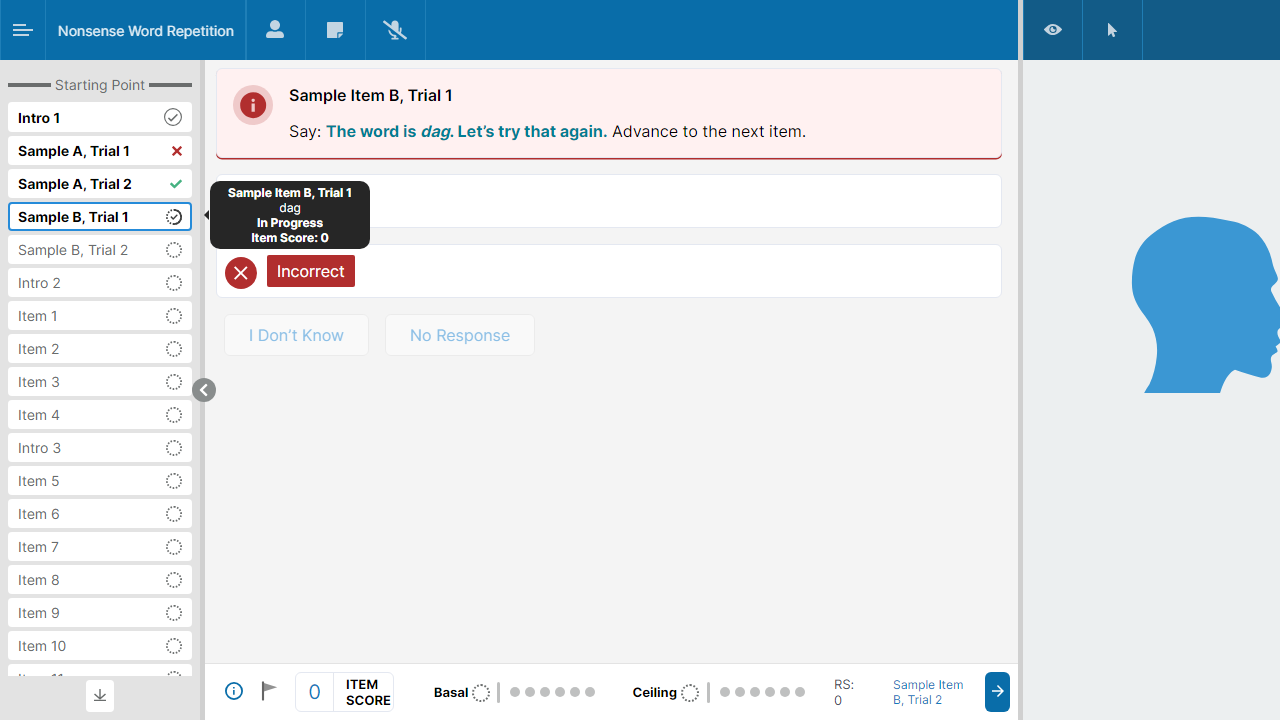 Nonsense Word Repetition
Starting Point
Intro 1
Sample A, Trial 1
Sample A, Trial 2
Sample B, Trial 1
Sample B, Trial 2
Intro 2
Item 1
Item 2
Item 3
Item 4
Intro 3
Item 5
Item 6
Item 7
Item 8
Item 9
Item 10
Sample Item B, Trial 1
Say: The word is dag. Let’s try that again. Advance to the next item.
Sample Item B, Trial 1
dag
In Progress
Item Score: 0
Incorrect
I Don’t Know
No Response
0
ITEM
SCORE
Basal
Ceiling
RS:
0
Sample Item
B, Trial 2